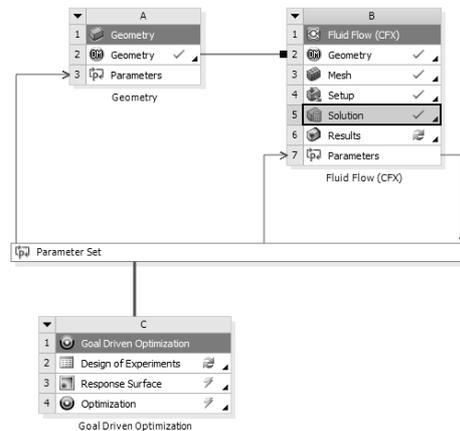 A
1 Geometry
2 Geometry
3 Parameters
Geometry
B
1 Fluid Flow (CFX)
2 Geometry
3 Mesh
4 Setup
5 Solution
6 Results
7 Parameters
Fluid Flow (CFX)
Parameter Set
C
1 Goal Driven Optimization
2 Design of Experiments
3 Response Surface
4 Optimization
Goal Driven Optimization